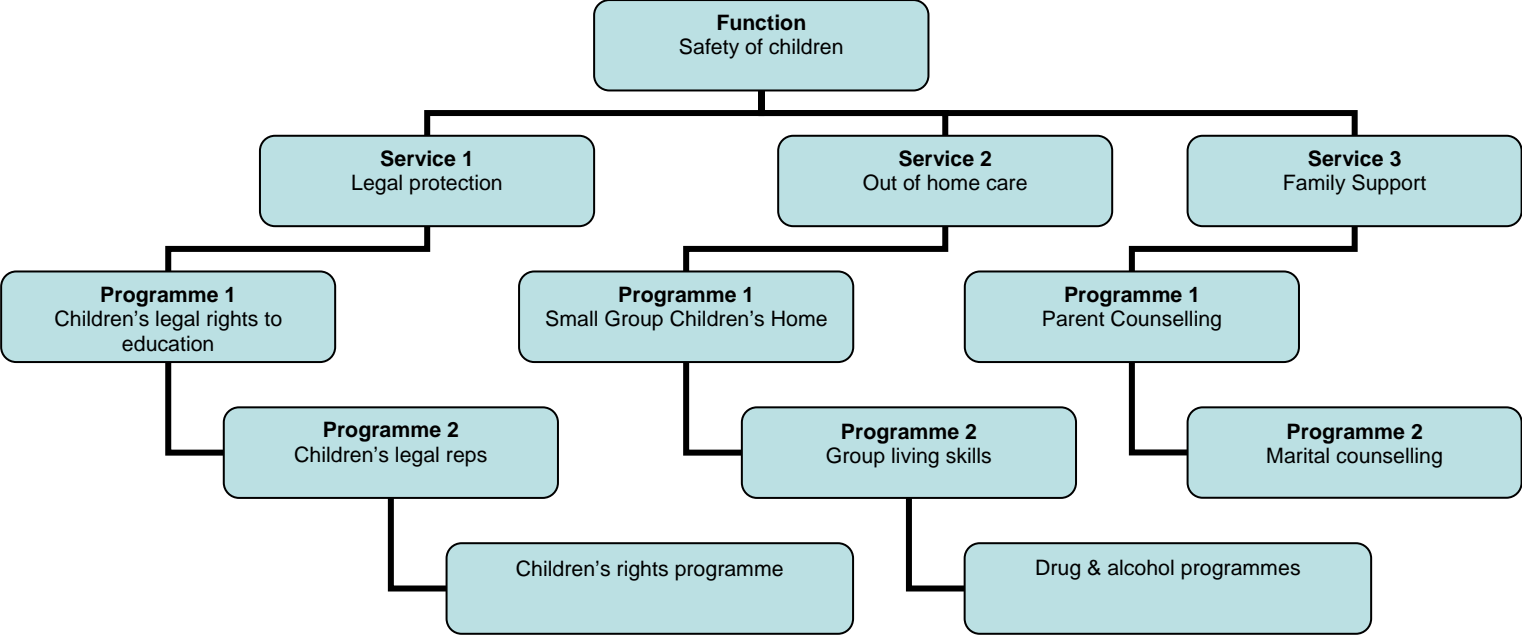 Function
Safety of children
Service 1
Legal protection
Service 2
Out of home care
Service 3
Family Support
Programme 1
Children’s legal rights to
education
Programme 1
Small Group Children’s Home
Programme 1
Parent Counselling
Programme 2
Children’s legal reps
Programme 2
Group living skills
Programme 2
Marital counselling
Children’s rights programme
Drug & alcohol programmes